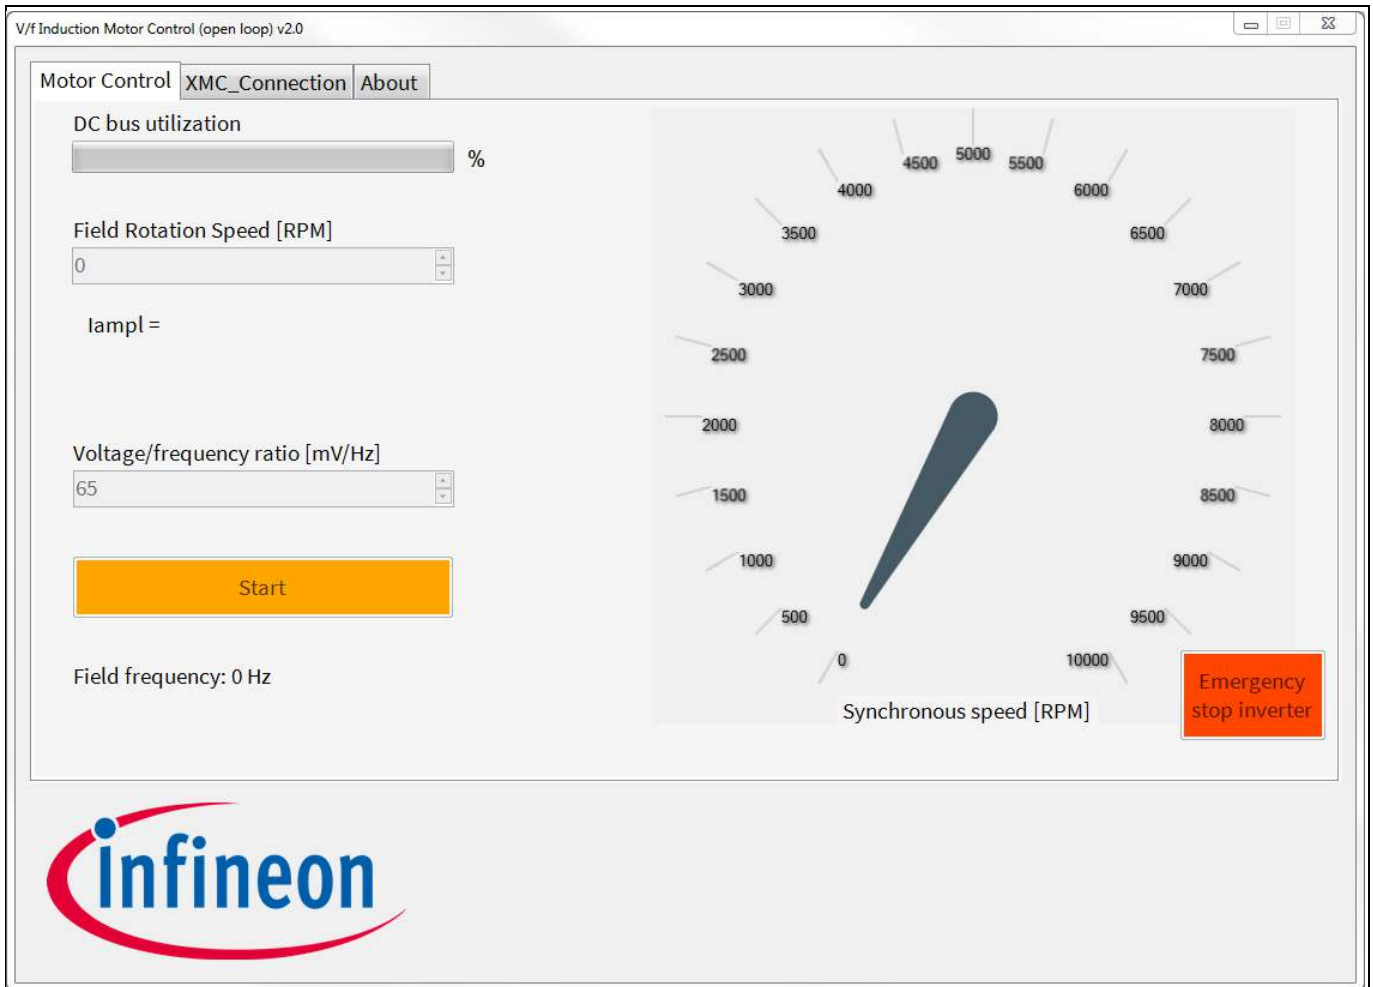 V/f Induction Motor Control (open loop) v2.0
Motor Control XMC_Connection About
DC bus utilization
%
Field Rotation Speed [RPM]
0
Iampl =
Voltage/frequency ratio [mV/Hz]
65
Start
Field frequency: 0 Hz
0
500
1000
1500
2000
2500
3000
3500
4000
4500
5000
5500
6000
6500
7000
7500
8000
8500
9000
9500
10000
Synchronous speed [RPM]
Emergency
stop inverter
infineon